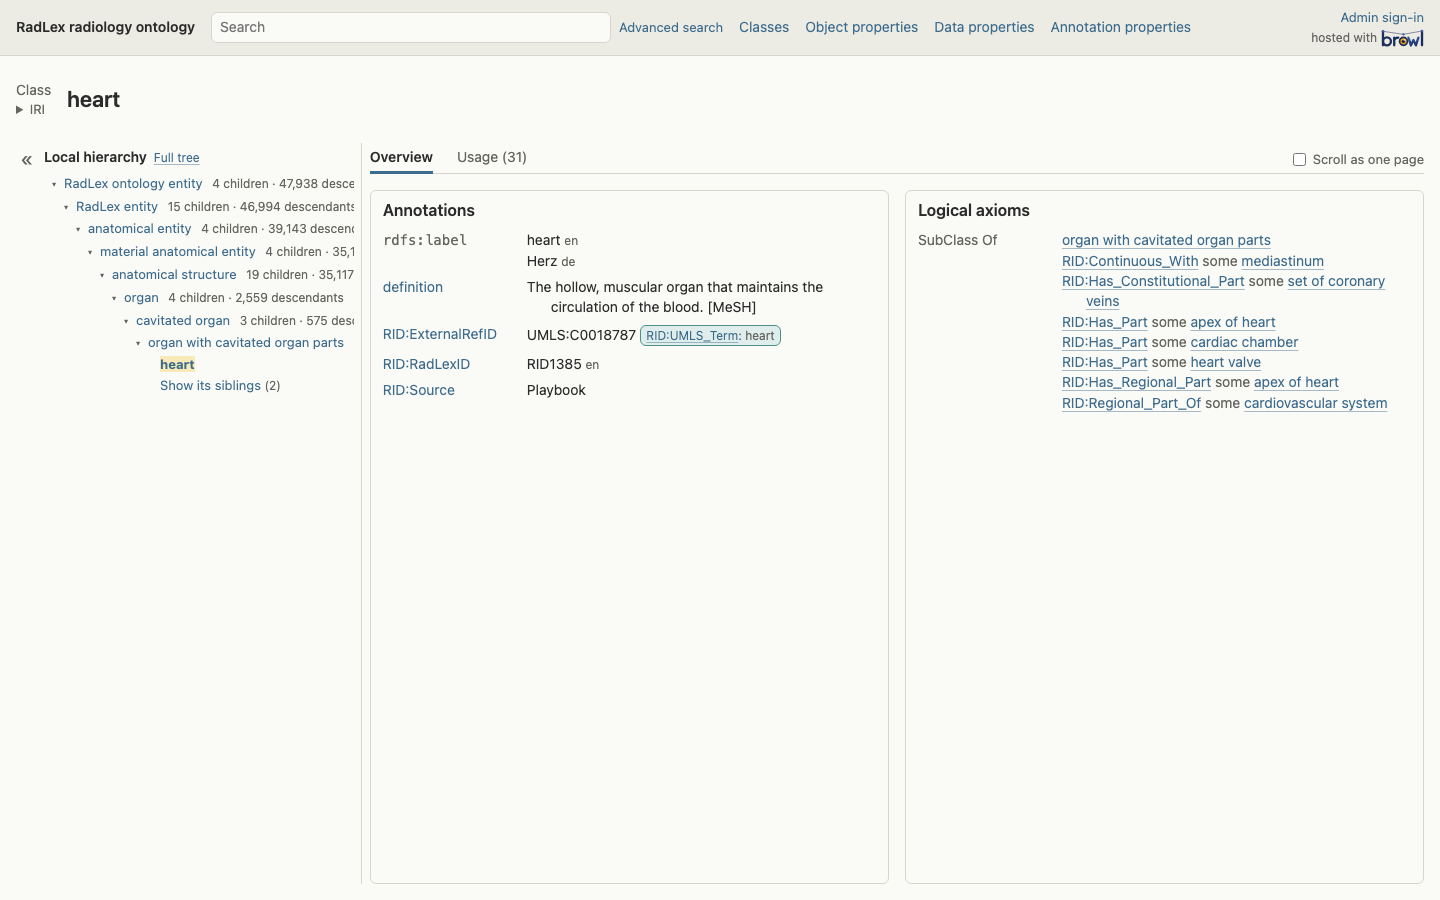 RadLex radiology ontology
Search
Advanced search
Classes
Object properties
Data properties
Annotation properties
Admin sign-in
hosted with browl
Class
▶ IRI
heart
« Local hierarchy Full tree
RadLex ontology entity 4 children · 47,938 desce
RadLex entity 15 children · 46,994 descendants
anatomical entity 4 children · 39,143 descend
material anatomical entity 4 children · 35,1
anatomical structure 19 children · 35,117
organ 4 children · 2,559 descendants
cavitated organ 3 children · 575 desc
organ with cavitated organ parts
heart
Show its siblings (2)
Overview
Usage (31)
Scroll as one page
Annotations
rdfs:label heart en
Herz de
definition The hollow, muscular organ that maintains the
circulation of the blood. [MeSH]
RID:ExternalRefID UMLS:C0018787 RID:UMLS_Term: heart
RID:RadLexID RID1385 en
RID:Source Playbook
Logical axioms
SubClass Of organ with cavitated organ parts
RID:Continuous_With some mediastinum
RID:Has_Constitutional_Part some set of coronary
veins
RID:Has_Part some apex of heart
RID:Has_Part some cardiac chamber
RID:Has_Part some heart valve
RID:Has_Regional_Part some apex of heart
RID:Regional_Part_Of some cardiovascular system